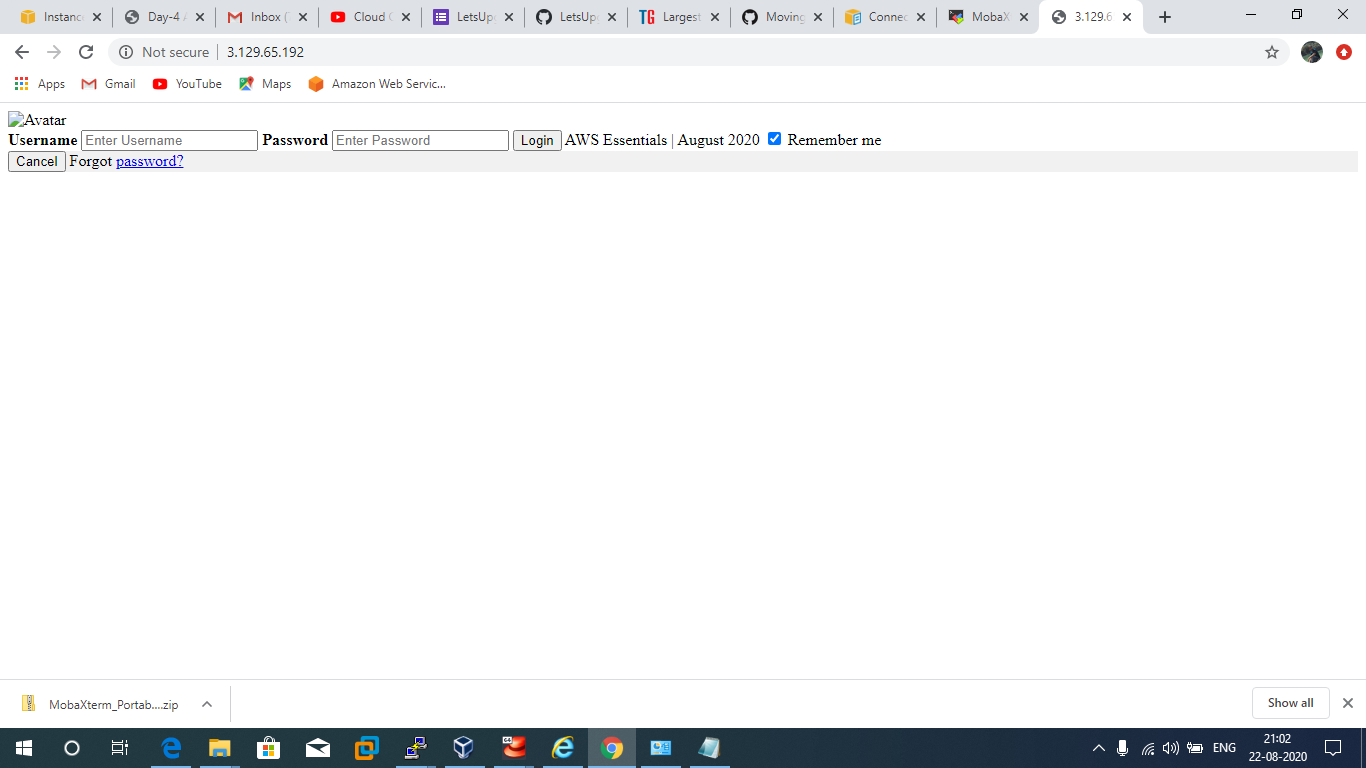 Instanc
Day-4 A
Inbox (
Cloud C
LetsUp
LetsUp
Largest
Moving
Connec
MobaX
3.129.6
Not secure
3.129.65.192
Apps
Gmail
YouTube
Maps
Amazon Web Servic...
Avatar
Username Enter Username Password Enter Password Login AWS Essentials | August 2020 Remember me
Cancel Forgot password?
MobaXterm_Portab....zip
Show all
ENG
21:02
22-08-2020